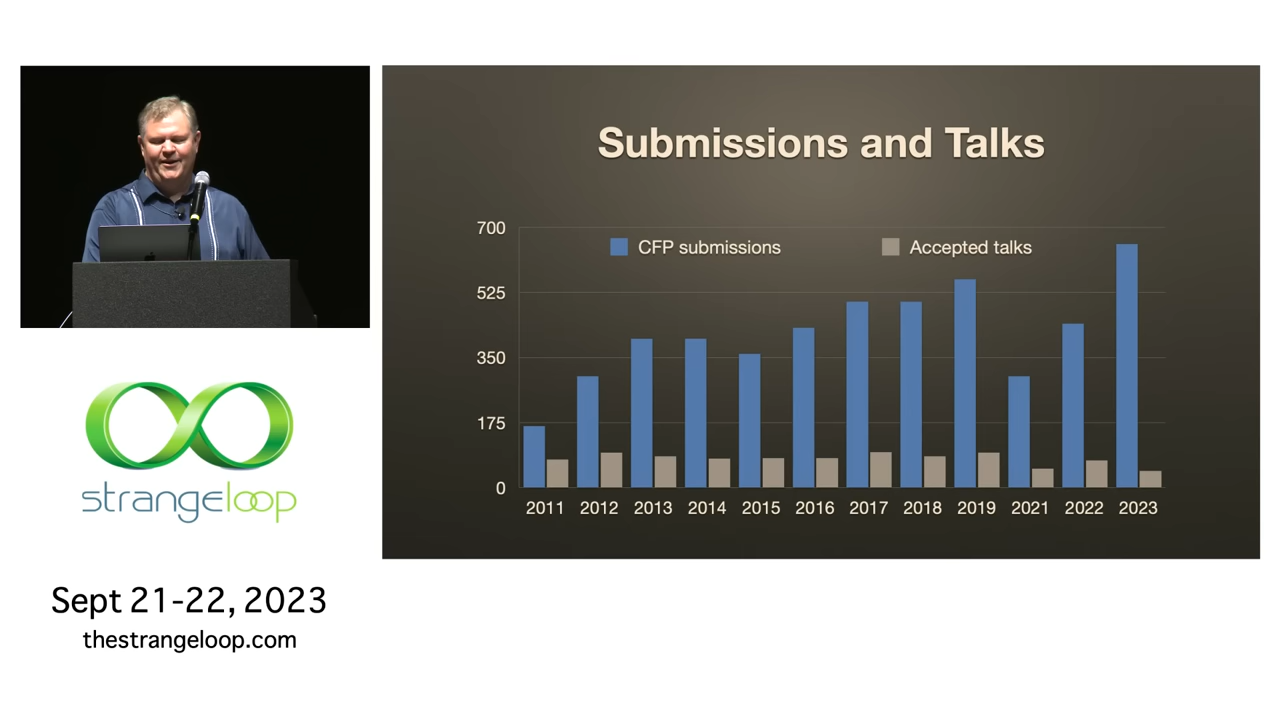 Submissions and Talks
CFP submissions
Accepted talks
700
525
350
175
0
2011 2012 2013 2014 2015 2016 2017 2018 2019 2021 2022 2023
strangeloop
Sept 21-22, 2023
thestrangeloop.com